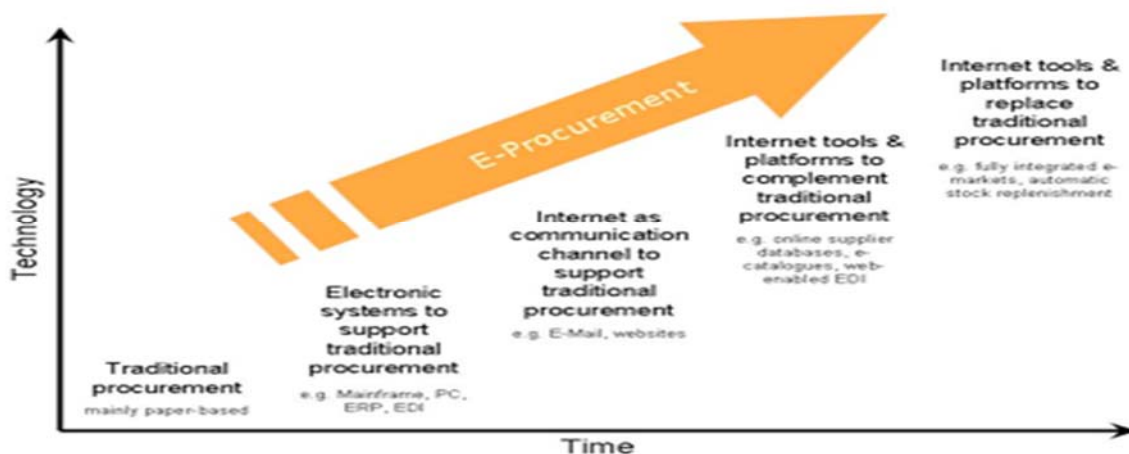 Technology
E-Procurement
Traditional
procurement
mainly paper-based
Electronic
systems to
support
traditional
procurement
e.g. Mainframe, PC,
ERP, EDI
Internet as
communication
channel to
support
traditional
procurement
e.g. E-Mail, websites
Internet tools &
platforms to
complement
traditional
procurement
e.g. online supplier
databases, e-
catalogues, web-
enabled EDI
Internet tools &
platforms to
replace
traditional
procurement
e.g. fully integrated e-
markets, automatic
stock replenishment
Time